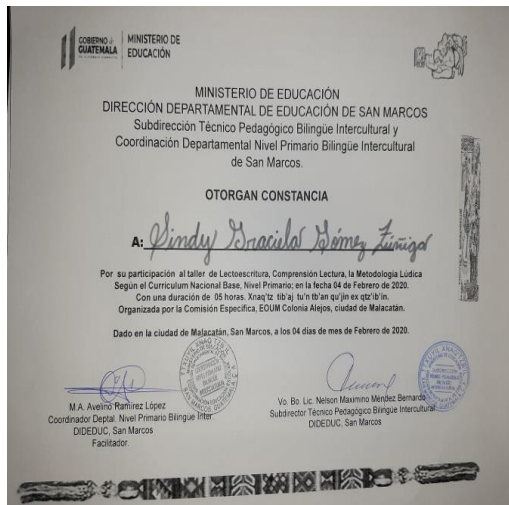 GOBIERNO de
GUATEMALA
MINISTERIO DE
EDUCACIÓN
MINISTERIO DE EDUCACIÓN
DIRECCIÓN DEPARTAMENTAL DE EDUCACIÓN DE SAN MARCOS
Subdirección Técnico Pedagógico Bilingüe Intercultural y
Coordinación Departamental Nivel Primario Bilingüe Intercultural
de San Marcos.
OTORGAN CONSTANCIA
A: Sindy Graciela Gómez Zúñiga
Por su participación al taller de Lectoescritura, Comprensión Lectura, la Metodología Lúdica
Según el Curriculum Nacional Base, Nivel Primario; en la fecha 04 de Febrero de 2020.
Con una duración de 05 horas. Xnaq'tz tib'aj tu'n tb'an qu'jin ex qtz'ib'in.
Organizada por la Comisión Especifica, EOUM Colonia Alejos, ciudad de Malacatán.
Dado en la ciudad de Malacatán, San Marcos, a los 04 días de mes de Febrero de 2020.
M.A. Avelino Ramírez López
Coordinador Deptal. Nivel Primario Bilingüe Inter.
DIDEDUC, San Marcos
Facilitador.
Vo. Bo. Lic. Nelson Maximino Méndez Bernardo
Subdirector Técnico Pedagógico Bilingüe Intercultural
DIDEDUC, San Marcos